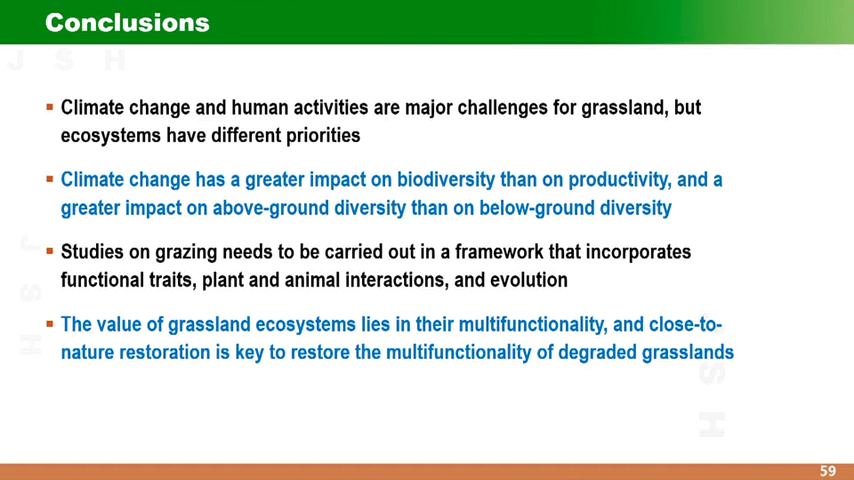 Conclusions
J S H
Climate change and human activities are major challenges for grassland, but
ecosystems have different priorities
Climate change has a greater impact on biodiversity than on productivity, and a
greater impact on above-ground diversity than on below-ground diversity
Studies on grazing needs to be carried out in a framework that incorporates
functional traits, plant and animal interactions, and evolution
The value of grassland ecosystems lies in their multifunctionality, and close-to-
nature restoration is key to restore the multifunctionality of degraded grasslands
J S H
S H
59